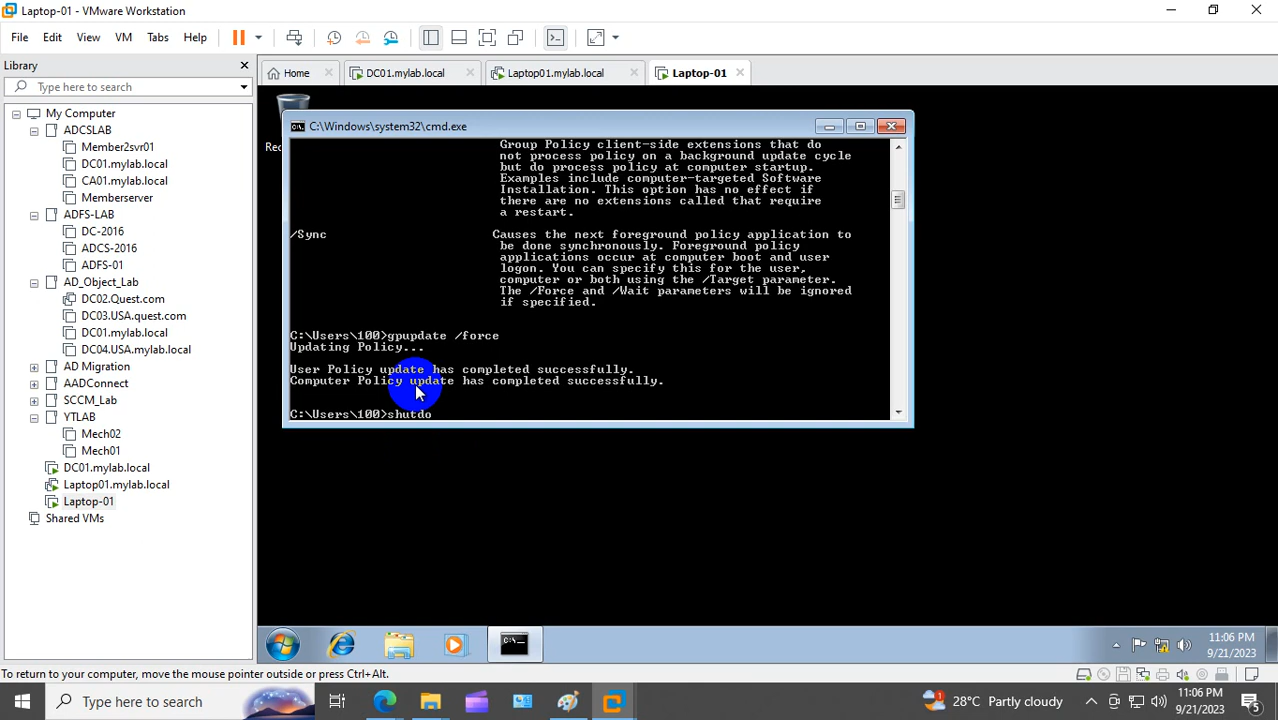 Laptop-01 - VMware Workstation
File Edit View VM Tabs Help
Library
Type here to search
My Computer
ADCSLAB
Member2svr01
DC01.mylab.local
CA01.mylab.local
Memberserver
ADFS-LAB
DC-2016
ADCS-2016
ADFS-01
AD_Object_Lab
DC02.Quest.com
DC03.USA.quest.com
DC01.mylab.local
DC04.USA.mylab.local
AD Migration
AADConnect
SCCM_Lab
YTLAB
Mech02
Mech01
DC01.mylab.local
Laptop01.mylab.local
Laptop-01
Shared VMs
Home DC01.mylab.local Laptop01.mylab.local Laptop-01
Rec
C:\Windows\system32\cmd.exe
Group Policy client-side extensions that do
not process policy on a background update cycle
but do process policy at computer startup.
Examples include computer-targeted Software
Installation. This option has no effect if
there are no extensions called that require
a restart.
/Sync Causes the next foreground policy application to
be done synchronously. Foreground policy
applications occur at computer boot and user
logon. You can specify this for the user,
computer or both using the /Target parameter.
The /Force and /Wait parameters will be ignored
if specified.
C:\Users\100>gpupdate /force
Updating Policy...
User Policy update has completed successfully.
Computer Policy update has completed successfully.
C:\Users\100>shutdo
11:06 PM
9/21/2023
To return to your computer, move the mouse pointer outside or press Ctrl+Alt.
Type here to search
1
28°C Partly cloudy
11:06 PM
9/21/2023
5